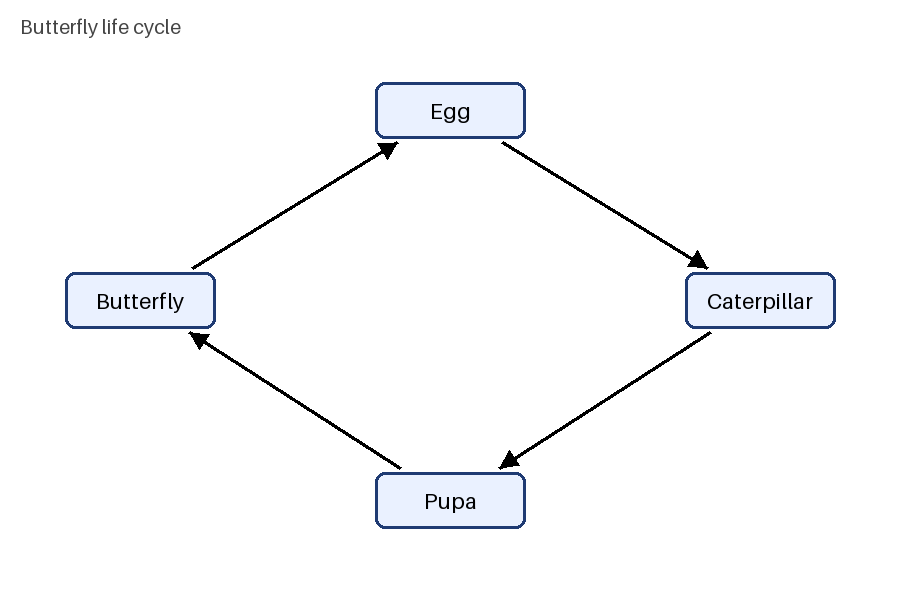 Butterfly life cycle
Egg
Butterfly
Caterpillar
Pupa